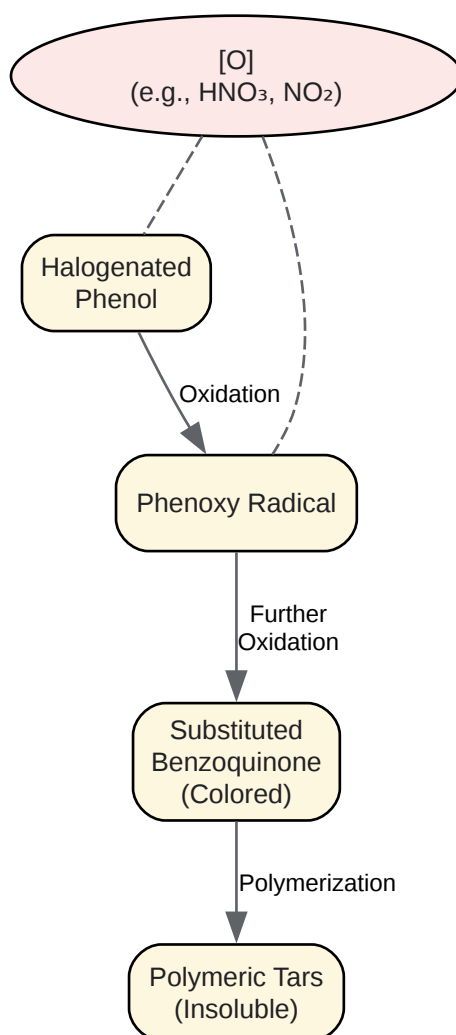 [O]
(e.g., HNO₃, NO₂)
Halogenated
Phenol
Oxidation
Phenoxy Radical
Further
Oxidation
Substituted
Benzoquinone
(Colored)
Polymerization
Polymeric Tars
(Insoluble)